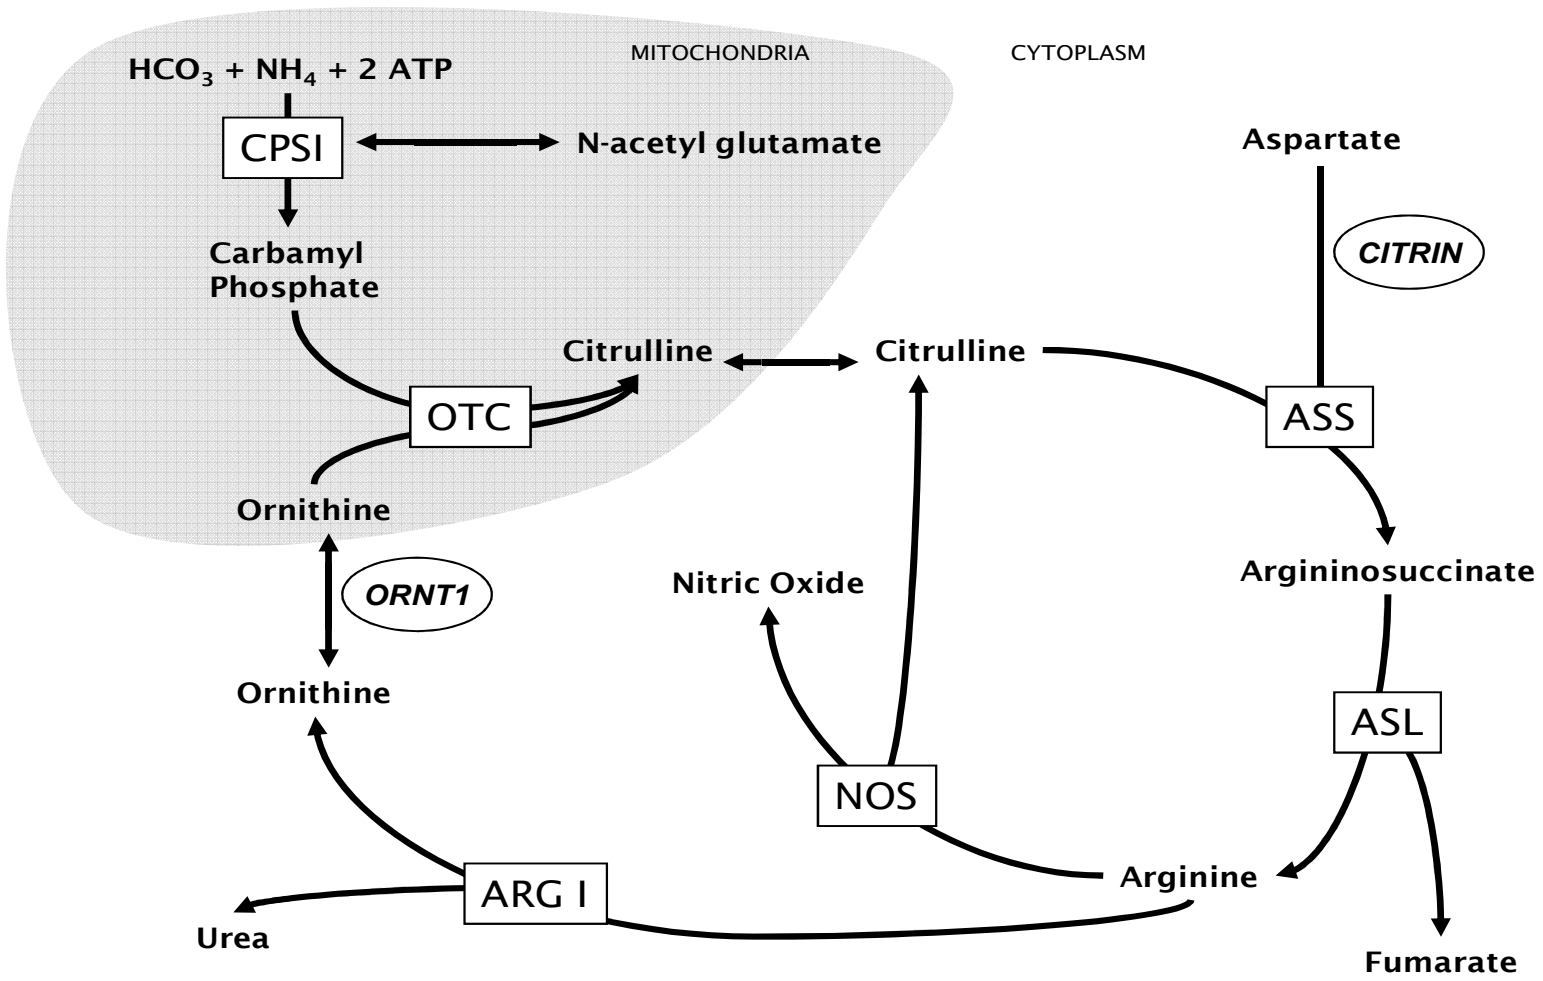 MITOCHONDRIA
CYTOPLASM
HCO3 + NH4 + 2 ATP
CPSI
N-acetyl glutamate
Aspartate
Carbamyl
Phosphate
CITRIN
Citrulline
Citrulline
OTC
ASS
Ornithine
Argininosuccinate
Nitric Oxide
ORNT1
Ornithine
ASL
NOS
Arginine
ARG I
Urea
Fumarate